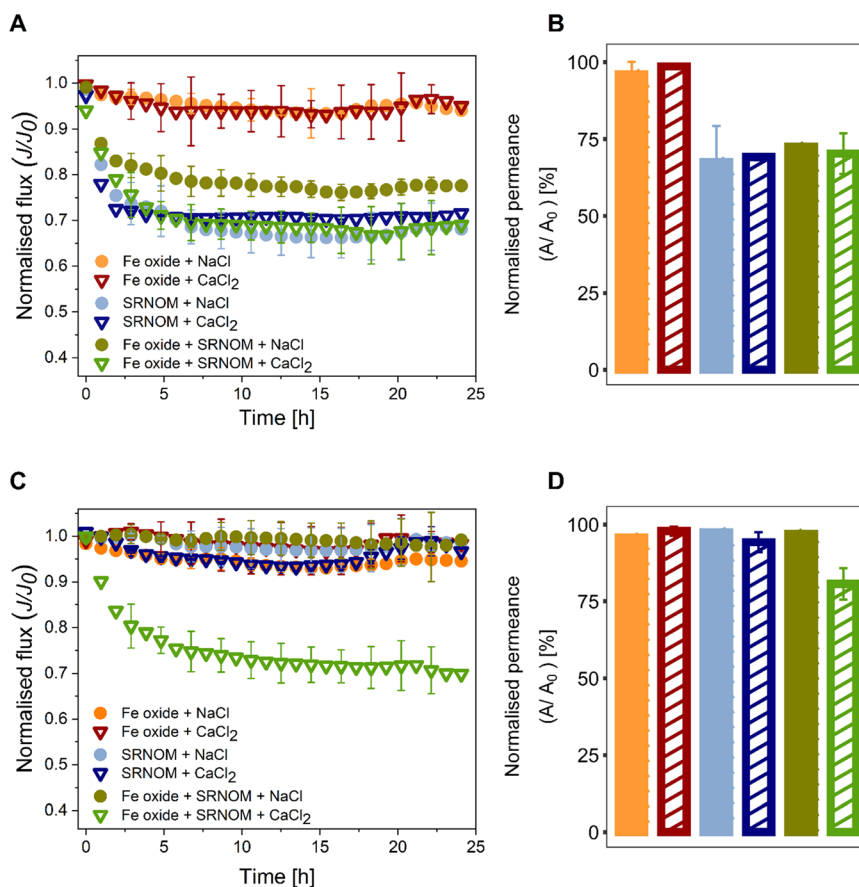 A
Normalised flux (J/J0)
1.0
0.9
0.8
0.7
0.6
0.5
0.4
Fe oxide + NaCl
Fe oxide + CaCl2
SRNOM + NaCl
SRNOM + CaCl2
Fe oxide + SRNOM + NaCl
Fe oxide + SRNOM + CaCl2
0 5 10 15 20 25
Time [h]
B
Normalised permeance
(A/ A0 ) [%]
100
75
50
25
0
C
Normalised flux (J/J0)
1.0
0.9
0.8
0.7
0.6
0.5
0.4
Fe oxide + NaCl
Fe oxide + CaCl2
SRNOM + NaCl
SRNOM + CaCl2
Fe oxide + SRNOM + NaCl
Fe oxide + SRNOM + CaCl2
0 5 10 15 20 25
Time [h]
D
Normalised permeance
(A/ A0 ) [%]
100
75
50
25
0